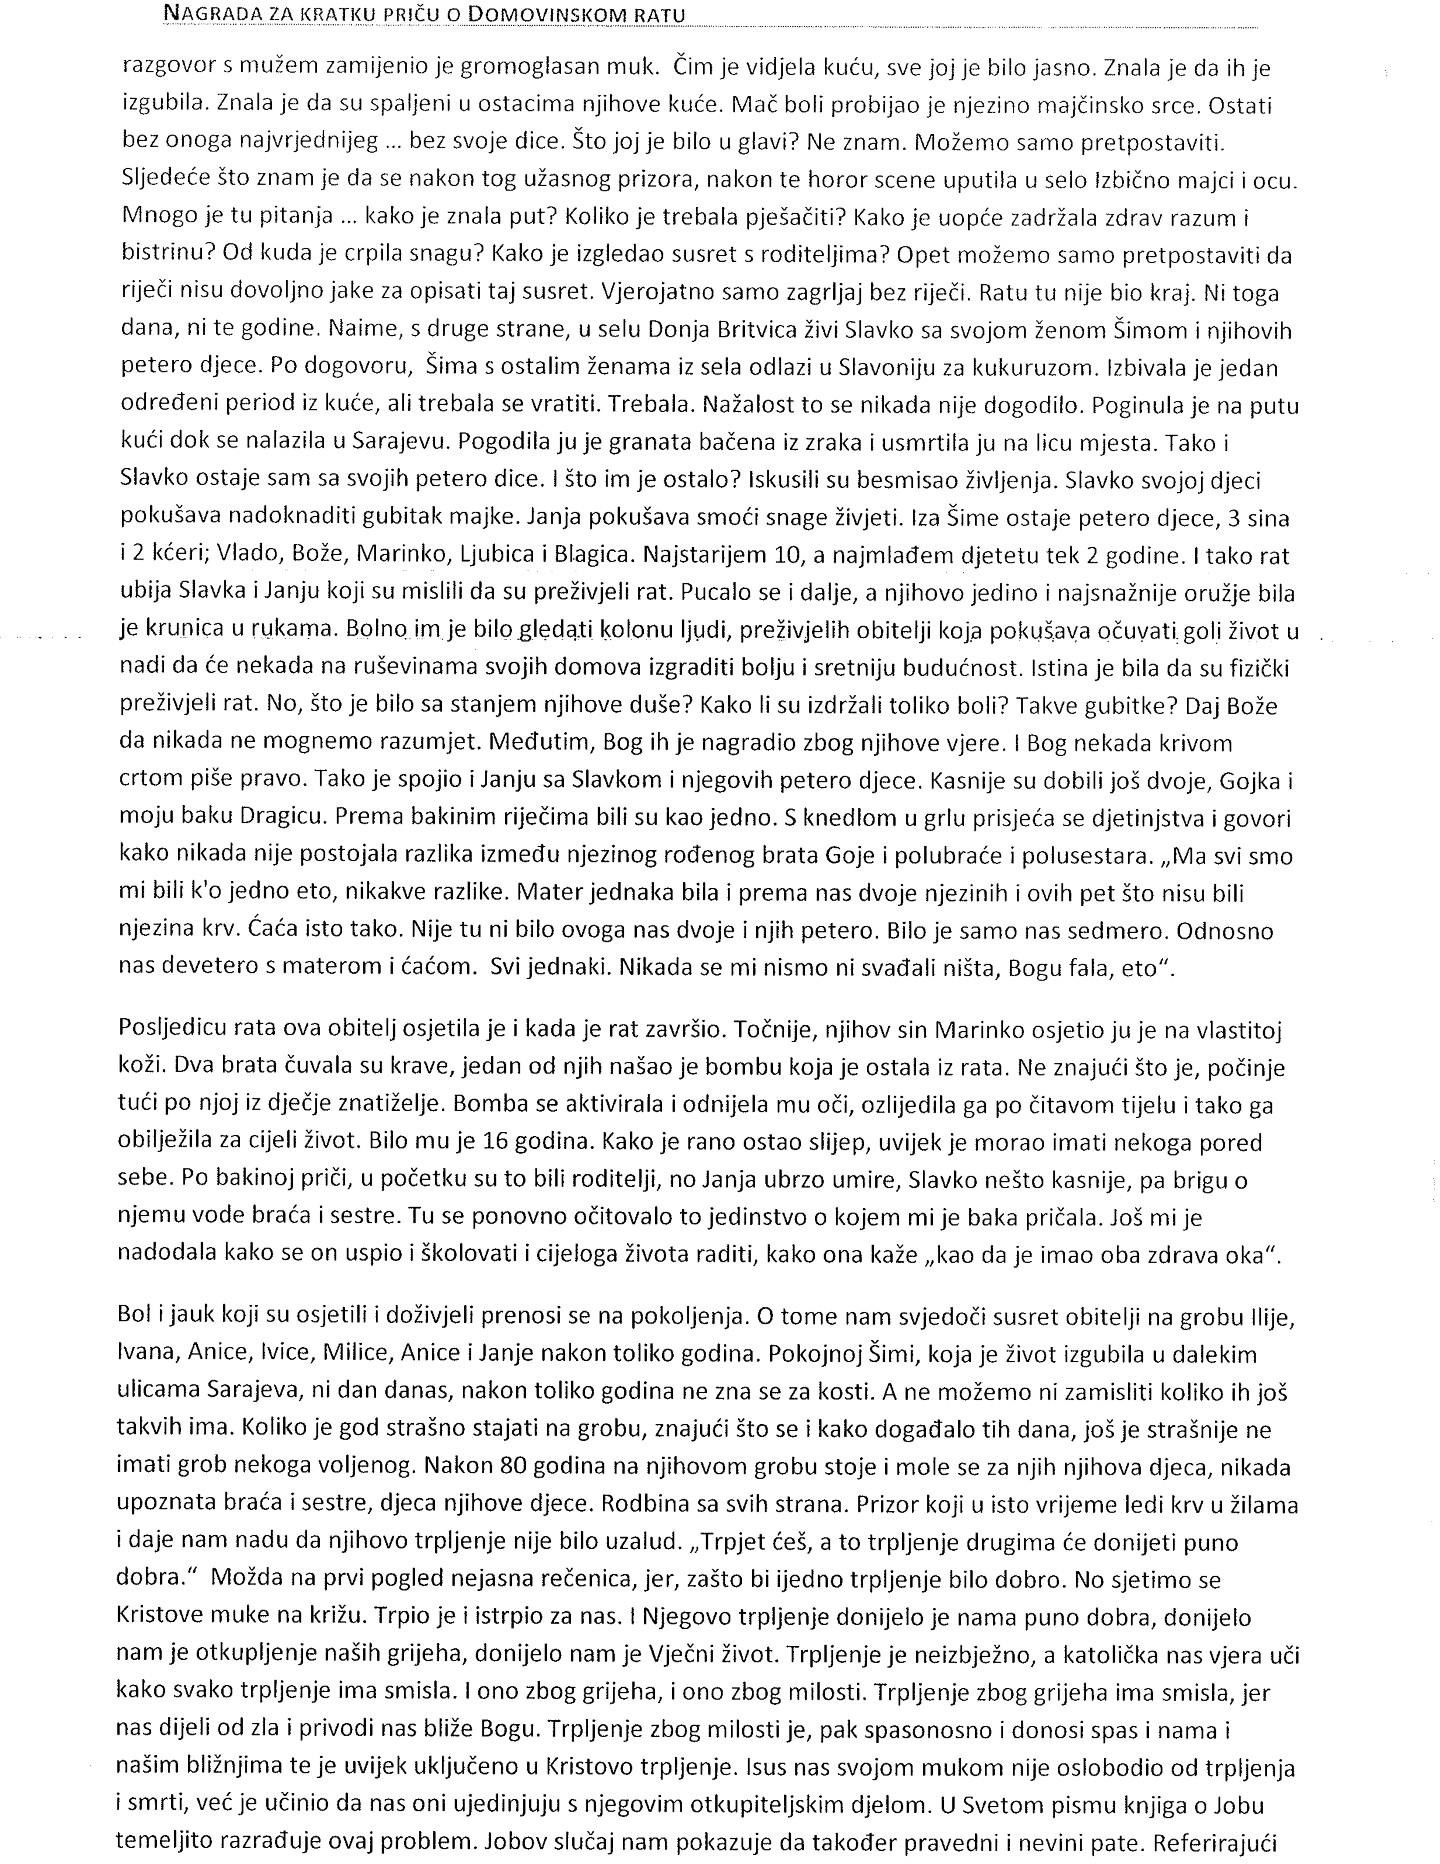 NAGRADA ZA KRATKU PRIČU O DOMOVINSKOM RATU
razgovor s mužem zamijenio je gromoglasan muk. Čim je vidjela kuću, sve joj je bilo jasno. Znala je da ih je
izgubila. Znala je da su spaljeni u ostacima njihove kuće. Mač boli probijao je njezino majčinsko srce. Ostati
bez onoga najvrjednijeg ... bez svoje dice. Što joj je bilo u glavi? Ne znam. Možemo samo pretpostaviti.
Sljedeće što znam je da se nakon tog užasnog prizora, nakon te horor scene uputila u selo Izbično majci i ocu.
Mnogo je tu pitanja ... kako je znala put? Koliko je trebala pješačiti? Kako je uopće zadržala zdrav razum i
bistrinu? Od kuda je crpila snagu? Kako je izgledao susret s roditeljima? Opet možemo samo pretpostaviti da
riječi nisu dovoljno jake za opisati taj susret. Vjerojatno samo zagrljaj bez riječi. Ratu tu nije bio kraj. Ni toga
dana, ni te godine. Naime, s druge strane, u selu Donja Britvica živi Slavko sa svojom ženom Šimom i njihovih
petero djece. Po dogovoru, Šima s ostalim ženama iz sela odlazi u Slavoniju za kukuruzom. Izbivala je jedan
određeni period iz kuće, ali trebala se vratiti. Trebala. Nažalost to se nikada nije dogodilo. Poginula je na putu
kući dok se nalazila u Sarajevu. Pogodila ju je granata bačena iz zraka i usmrtila ju na licu mjesta. Tako i
Slavko ostaje sam sa svojih petero dice. I što im je ostalo? Iskusili su besmisao življenja. Slavko svojoj djeci
pokušava nadoknaditi gubitak majke. Janja pokušava smoći snage živjeti. Iza Šime ostaje petero djece, 3 sina
i 2 kćeri; Vlado, Bože, Marinko, Ljubica i Blagica. Najstarijem 10, a najmlađem djetetu tek 2 godine. I tako rat
ubija Slavka i Janju koji su mislili da su preživjeli rat. Pucalo se i dalje, a njihovo jedino i najsnažnije oružje bila
je krunica u rukama. Bolno im je bilo gledati kolonu ljudi, preživjelih obitelji koja pokušava očuvati goli život u
nadi da će nekada na ruševinama svojih domova izgraditi bolju i sretniju budućnost. Istina je bila da su fizički
preživjeli rat. No, što je bilo sa stanjem njihove duše? Kako li su izdržali toliko boli? Takve gubitke? Daj Bože
da nikada ne mognemo razumjet. Međutim, Bog ih je nagradio zbog njihove vjere. I Bog nekada krivom
crtom piše pravo. Tako je spojio i Janju sa Slavkom i njegovih petero djece. Kasnije su dobili još dvoje, Gojka i
moju baku Dragicu. Prema bakinim riječima bili su kao jedno. S knedlom u grlu prisjeća se djetinjstva i govori
kako nikada nije postojala razlika između njezinog rođenog brata Goje i polubraće i polusestara. „Ma svi smo
mi bili k'o jedno eto, nikakve razlike. Mater jednaka bila i prema nas dvoje njezinih i ovih pet što nisu bili
njezina krv. Ćaća isto tako. Nije tu ni bilo ovoga nas dvoje i njih petero. Bilo je samo nas sedmero. Odnosno
nas devetero s materom i ćaćom. Svi jednaki. Nikada se mi nismo ni svađali ništa, Bogu fala, eto“.
Posljedicu rata ova obitelj osjetila je i kada je rat završio. Točnije, njihov sin Marinko osjetio ju je na vlastitoj
koži. Dva brata čuvala su krave, jedan od njih našao je bombu koja je ostala iz rata. Ne znajući što je, počinje
tući po njoj iz dječje znatiželje. Bomba se aktivirala i odnijela mu oči, ozlijedila ga po čitavom tijelu i tako ga
obilježila za cijeli život. Bilo mu je 16 godina. Kako je rano ostao slijep, uvijek je morao imati nekoga pored
sebe. Po bakinoj priči, u početku su to bili roditelji, no Janja ubrzo umire, Slavko nešto kasnije, pa brigu o
njemu vode braća i sestre. Tu se ponovno očitovalo to jedinstvo o kojem mi je baka pričala. Još mi je
nadodala kako se on uspio i školovati i cijeloga života raditi, kako ona kaže „kao da je imao oba zdrava oka“.
Bol i jauk koji su osjetili i doživjeli prenosi se na pokoljenja. O tome nam svjedoči susret obitelji na grobu Ilije,
Ivana, Anice, Ivice, Milice, Anice i Janje nakon toliko godina. Pokojnoj Šimi, koja je život izgubila u dalekim
ulicama Sarajeva, ni dan danas, nakon toliko godina ne zna se za kosti. A ne možemo ni zamisliti koliko ih još
takvih ima. Koliko je god strašno stajati na grobu, znajući što se i kako događalo tih dana, još je strašnije ne
imati grob nekoga voljenog. Nakon 80 godina na njihovom grobu stoje i mole se za njih njihova djeca, nikada
upoznata braća i sestre, djeca njihove djece. Rodbina sa svih strana. Prizor koji u isto vrijeme ledi krv u žilama
i daje nam nadu da njihovo trpljenje nije bilo uzalud. „Trpjet ćeš, a to trpljenje drugima će donijeti puno
dobra.“ Možda na prvi pogled nejasna rečenica, jer, zašto bi ijedno trpljenje bilo dobro. No sjetimo se
Kristove muke na križu. Trpio je i istrpio za nas. I Njegovo trpljenje donijelo je nama puno dobra, donijelo
nam je otkupljenje naših grijeha, donijelo nam je Vječni život. Trpljenje je neizbježno, a katolička nas vjera uči
kako svako trpljenje ima smisla. I ono zbog grijeha, i ono zbog milosti. Trpljenje zbog grijeha ima smisla, jer
nas dijeli od zla i privodi nas bliže Bogu. Trpljenje zbog milosti je, pak spasonosno i donosi spas i nama i
našim bližnjima te je uvijek uključeno u Kristovo trpljenje. Isus nas svojom mukom nije oslobodio od trpljenja
i smrti, već je učinio da nas oni ujedinjuju s njegovim otkupiteljskim djelom. U Svetom pismu knjiga o Jobu
temeljito razrađuje ovaj problem. Jobov slučaj nam pokazuje da također pravedni i nevini pate. Referirajući